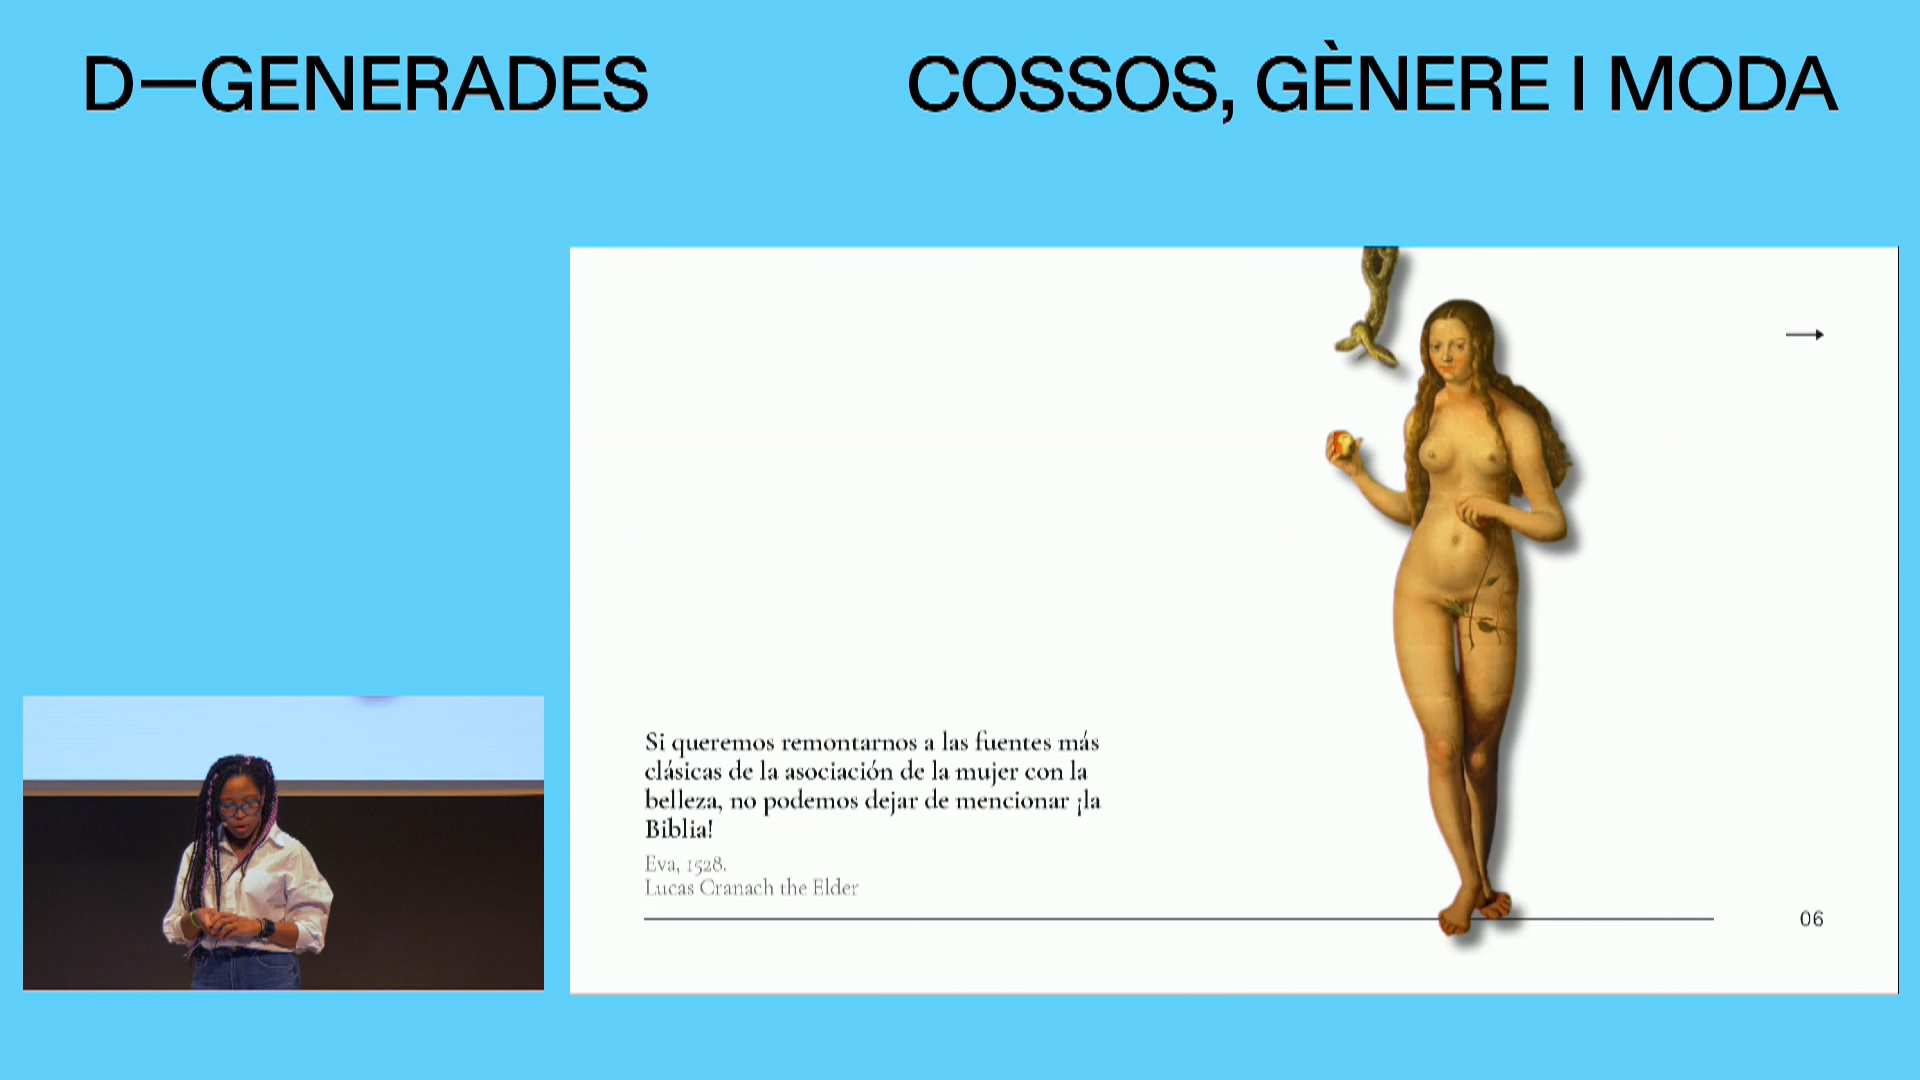 D—GENERADES
COSSOS, GÈNERE I MODA
Si queremos remontarnos a las fuentes más
clásicas de la asociación de la mujer con la
belleza, no podemos dejar de mencionar ¡la
Biblia!
Eva, 1528.
Lucas Cranach the Elder
06